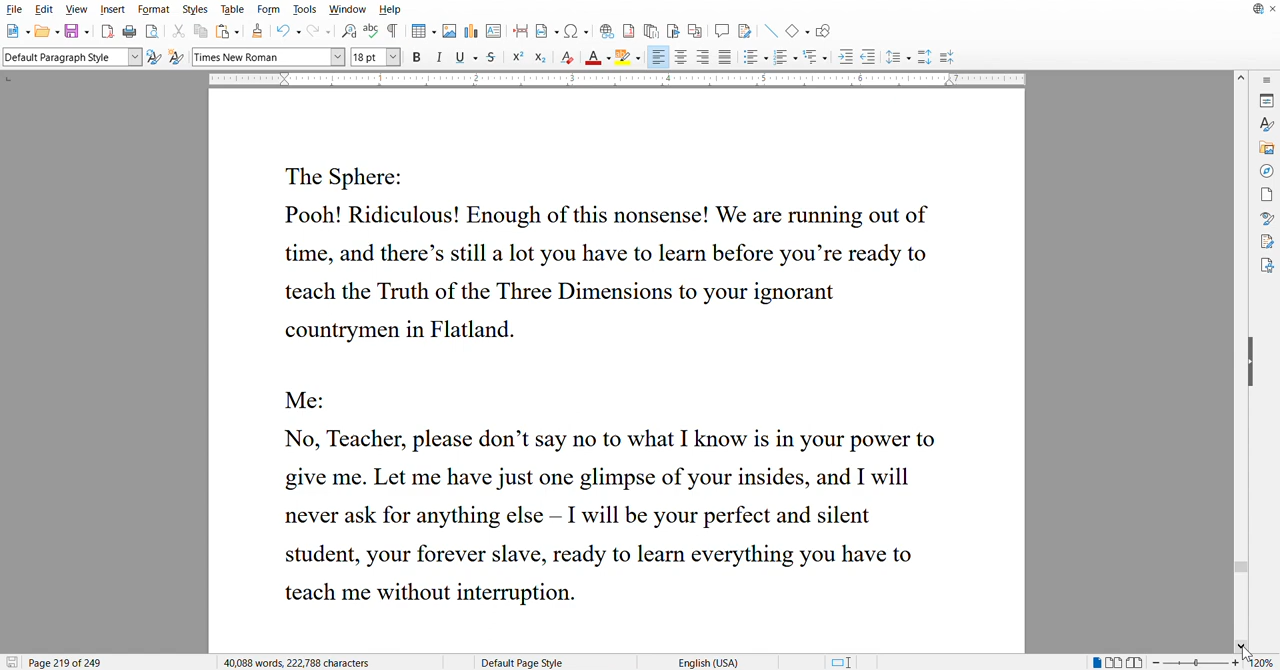 File Edit View Insert Format Styles Table Form Tools Window Help
Default Paragraph Style Times New Roman 18 pt
The Sphere:
Pooh! Ridiculous! Enough of this nonsense! We are running out of
time, and there’s still a lot you have to learn before you’re ready to
teach the Truth of the Three Dimensions to your ignorant
countrymen in Flatland.
Me:
No, Teacher, please don’t say no to what I know is in your power to
give me. Let me have just one glimpse of your insides, and I will
never ask for anything else – I will be your perfect and silent
student, your forever slave, ready to learn everything you have to
teach me without interruption.
Page 219 of 249 40,088 words, 222,788 characters Default Page Style English (USA) 120%